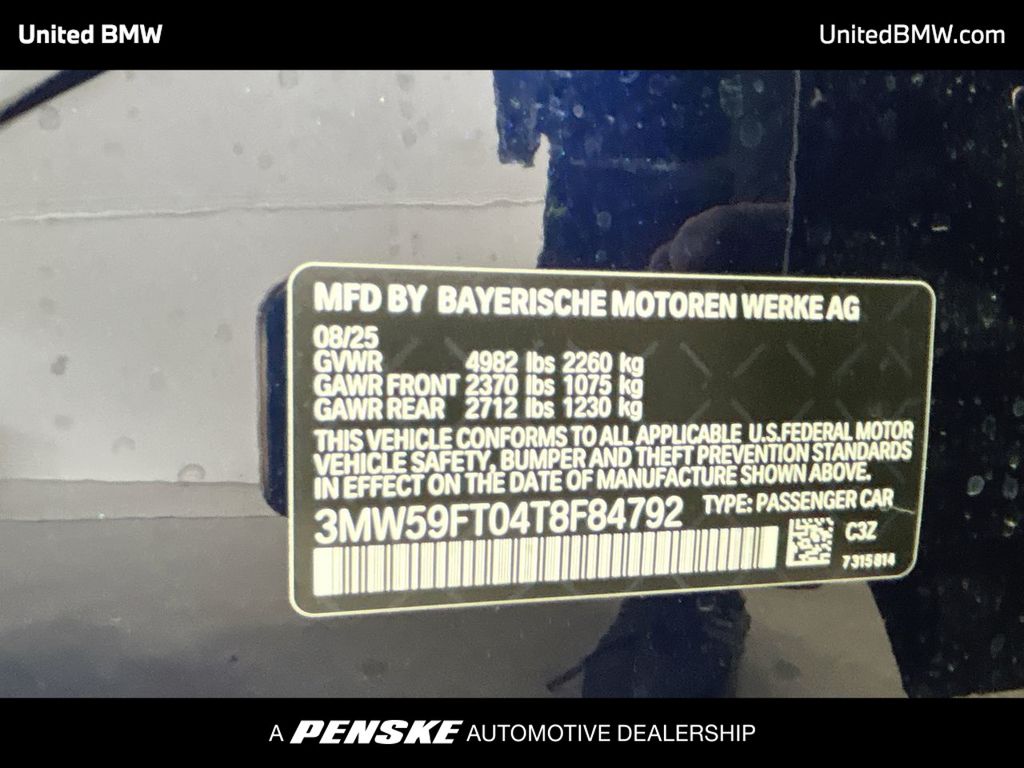 United BMW
UnitedBMW.com
MFD BY BAYERISCHE MOTOREN WERKE AG
08/25
GVWR 4982 lbs 2260 kg
GAWR FRONT 2370 lbs 1075 kg
GAWR REAR 2712 lbs 1230 kg
THIS VEHICLE CONFORMS TO ALL APPLICABLE U.S.FEDERAL MOTOR
VEHICLE SAFETY, BUMPER AND THEFT PREVENTION STANDARDS
IN EFFECT ON THE DATE OF MANUFACTURE SHOWN ABOVE.
3MW59FT04T8F84792 TYPE: PASSENGER CAR
C3Z
7315814
A PENSKE AUTOMOTIVE DEALERSHIP